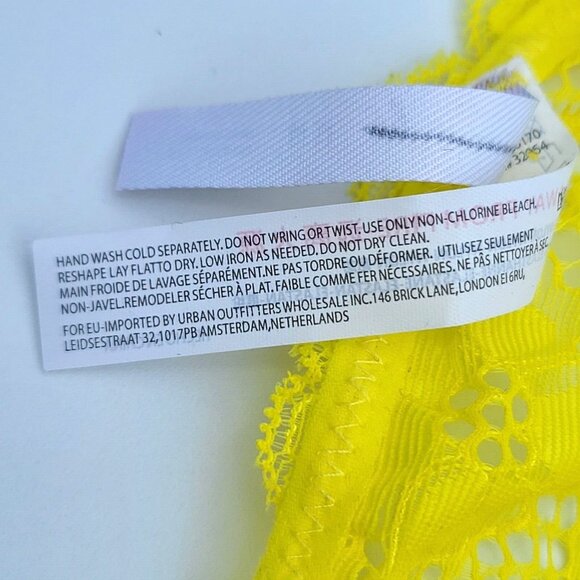 HAND WASH COLD SEPARATELY. DO NOT WRING OR TWIST. USE ONLY NON-CHLORINE BLEACH.
RESHAPE LAY FLATTO DRY, LOW IRON AS NEEDED. DO NOT DRY CLEAN.
MAIN FROIDE DE LAVAGE SÉPARÉMENT.NE PAS TORDRE OU DÉFORMER. UTILISEZ SEULEMENT
NON-JAVEL.REMODELER SÉCHER À PLAT. FAIBLE COMME FER NÉCESSAIRES. NE PAS NETTOYER À SEC.
FOR EU-IMPORTED BY URBAN OUTFITTERS WHOLESALE INC.146 BRICK LANE, LONDON E1 6RU,
LEIDSESTRAAT 32,1017PB AMSTERDAM,NETHERLANDS